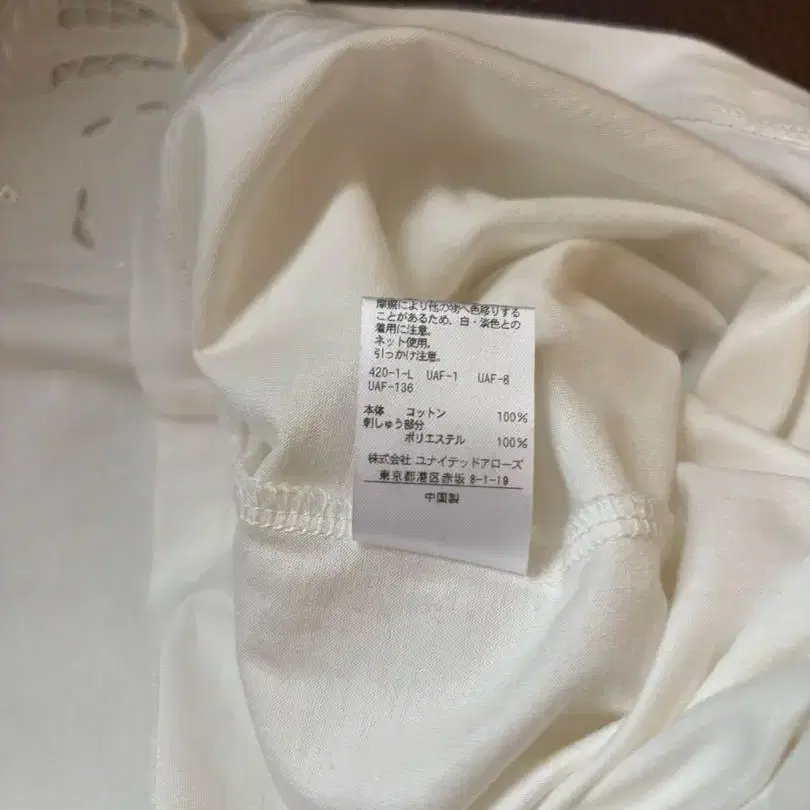 摩擦により他の物へ色移りする
ことがあるため、白・淡色との
着用に注意。
ネット使用。
引っかけ注意。
420-1-L UAF-1 UAF-8
UAF-136
本体 コットン 100%
刺しゅう部分
ポリエステル 100%
株式会社 ユナイテッドアローズ
東京都港区赤坂 8-1-19
中国製